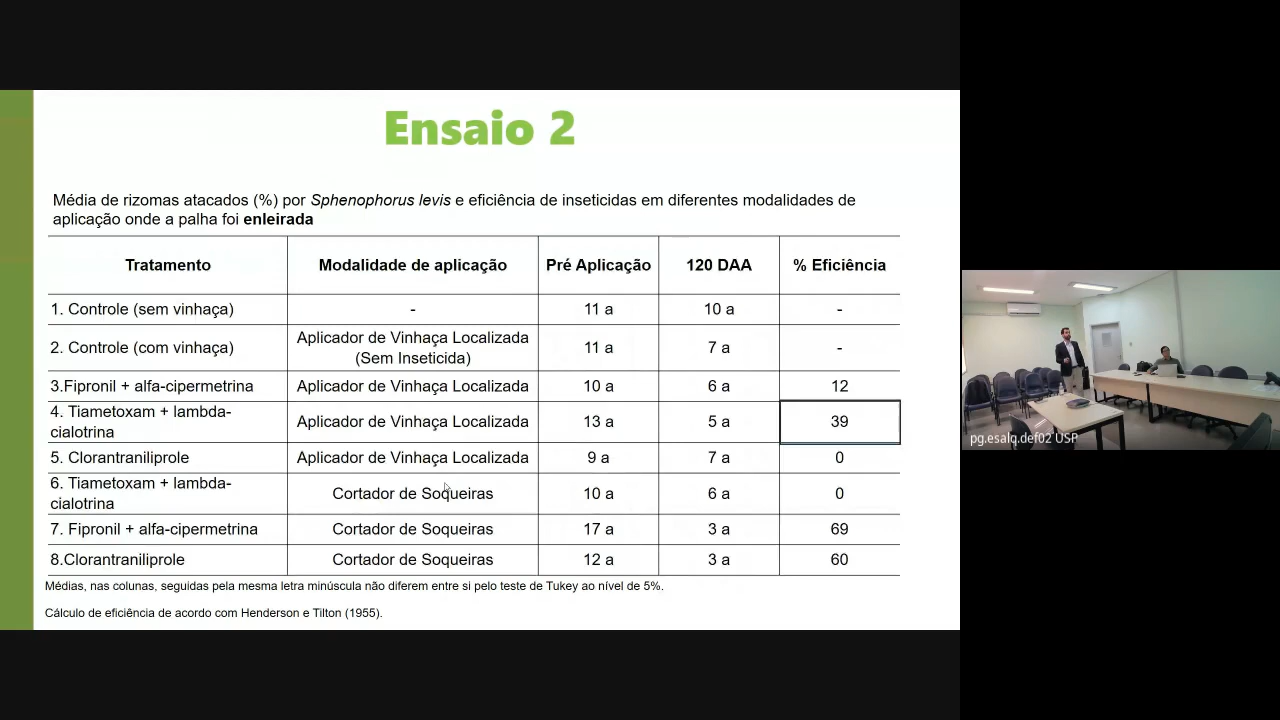 Ensaio 2
Média de rizomas atacados (%) por Sphenophorus levis e eficiência de inseticidas em diferentes modalidades de
aplicação onde a palha foi enleirada
Tratamento Modalidade de aplicação Pré Aplicação 120 DAA % Eficiência
1. Controle (sem vinhaça) - 11 a 10 a -
2. Controle (com vinhaça) Aplicador de Vinhaça Localizada 11 a 7 a -
(Sem Inseticida)
3.Fipronil + alfa-cipermetrina Aplicador de Vinhaça Localizada 10 a 6 a 12
4. Tiametoxam + lambda-
cialotrina Aplicador de Vinhaça Localizada 13 a 5 a 39
5. Clorantraniliprole Aplicador de Vinhaça Localizada 9 a 7 a 0
6. Tiametoxam + lambda-
cialotrina Cortador de Soqueiras 10 a 6 a 0
7. Fipronil + alfa-cipermetrina Cortador de Soqueiras 17 a 3 a 69
8.Clorantraniliprole Cortador de Soqueiras 12 a 3 a 60
Médias, nas colunas, seguidas pela mesma letra minúscula não diferem entre si pelo teste de Tukey ao nível de 5%.
Cálculo de eficiência de acordo com Henderson e Tilton (1955).
pg.esalq.def02 USP